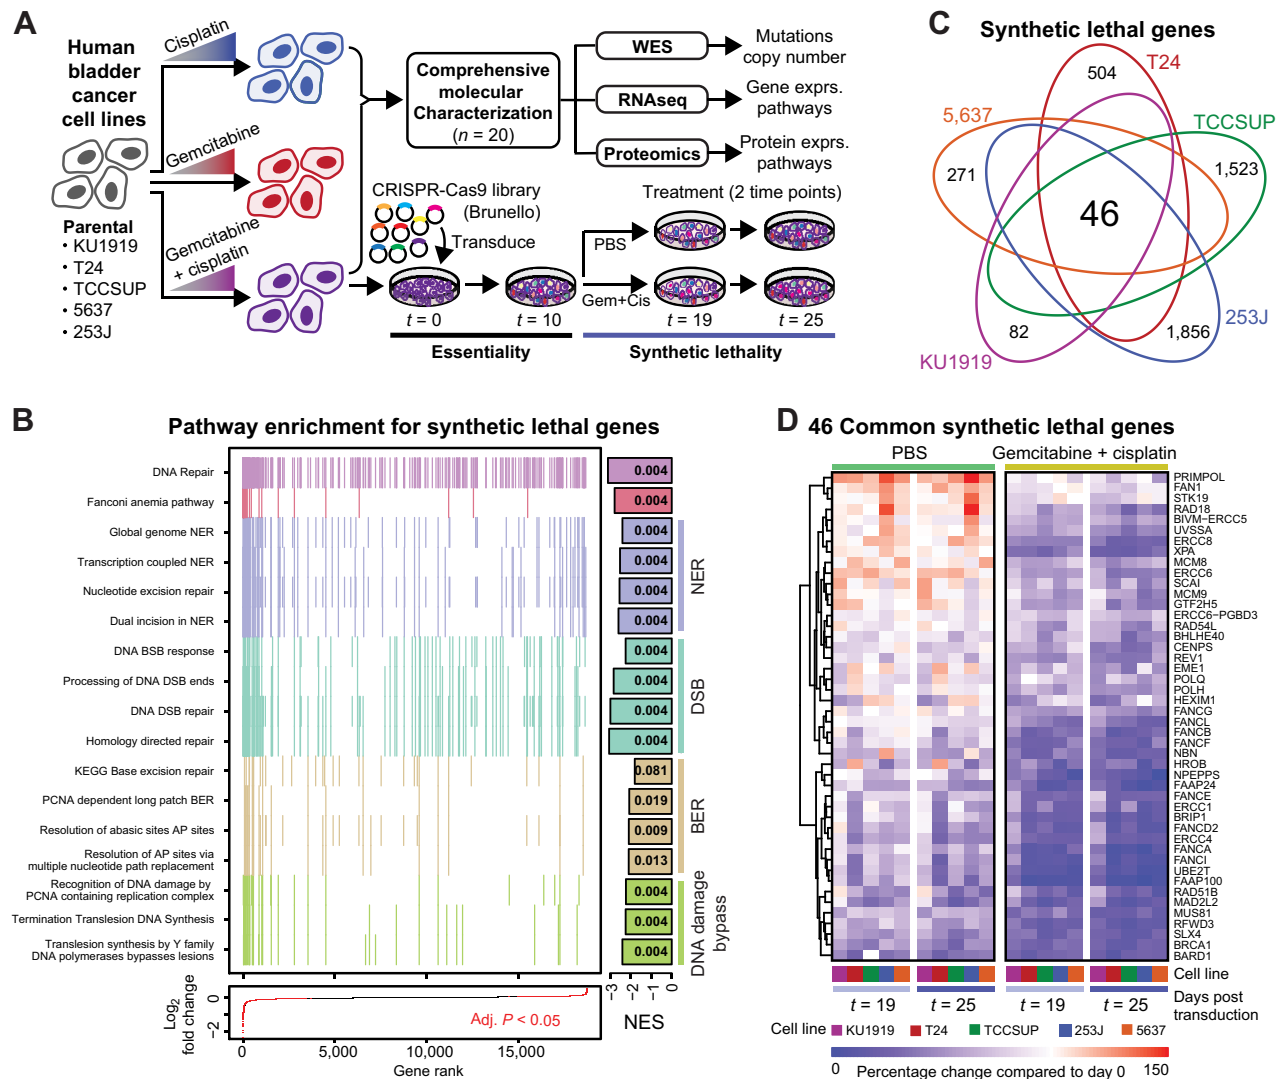 A
Human
bladder
cancer
cell lines
Parental
• KU1919
• T24
• TCCSUP
• 5637
• 253J
Cisplatin
Gemcitabine
Gemcitabine
+ cisplatin
Comprehensive
molecular
Characterization
(n = 20)
WES
RNAseq
Proteomics
Mutations
copy number
Gene exprs.
pathways
Protein exprs.
pathways
CRISPR-Cas9 library
(Brunello)
Transduce
Treatment (2 time points)
PBS
Gem+Cis
t = 0
t = 10
t = 19
t = 25
Essentiality
Synthetic lethality
C
Synthetic lethal genes
T24
504
5,637
TCCSUP
271
1,523
46
253J
82
1,856
KU1919
B
Pathway enrichment for synthetic lethal genes
DNA Repair
0.004
Fanconi anemia pathway
0.004
Global genome NER
0.004
Transcription coupled NER
0.004
Nucleotide excision repair
0.004
Dual incision in NER
0.004
NER
DNA BSB response
0.004
Processing of DNA DSB ends
0.004
DNA DSB repair
0.004
Homology directed repair
0.004
DSB
KEGG Base excision repair
0.081
PCNA dependent long patch BER
0.019
Resolution of abasic sites AP sites
0.009
Resolution of AP sites via
multiple nucleotide path replacement
0.013
BER
Recognition of DNA damage by
PCNA containing replication complex
0.004
Termination Translesion DNA Synthesis
0.004
Translesion synthesis by Y family
DNA polymerases bypasses lesions
0.004
DNA damage
bypass
−3 −2 −1 0
NES
Log2
fold change
0
−2
Adj. P < 0.05
0 5,000 10,000 15,000
Gene rank
D
46 Common synthetic lethal genes
PBS
Gemcitabine + cisplatin
PRIMPOL
FAN1
STK19
RAD18
BIVM−ERCC5
UVSSA
ERCC8
XPA
MCM8
ERCC6
SCAI
MCM9
GTF2H5
ERCC6−PGBD3
RAD54L
BHLHE40
CENPS
REV1
EME1
POLQ
POLH
HEXIM1
FANCG
FANCL
FANCB
FANCF
NBN
HROB
NPEPPS
FAAP24
FANCE
ERCC1
BRIP1
FANCD2
ERCC4
FANCA
FANCI
UBE2T
FAAP100
RAD51B
MAD2L2
MUS81
RFWD3
SLX4
BRCA1
BARD1
Cell line
t = 19
t = 25
t = 19
t = 25
Days post
transduction
Cell line KU1919 T24 TCCSUP 253J 5637
0 Percentage change compared to day 0 150